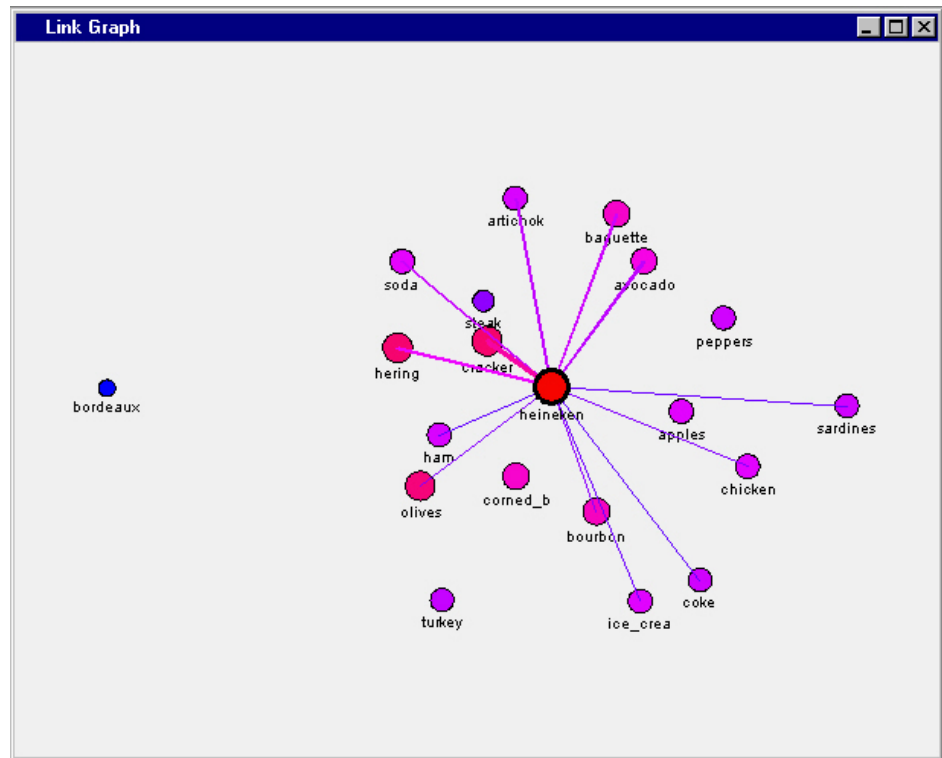 Link Graph
artichok
baguette
soda
avocado
steak
peppers
cracker
hering
bordeaux
heineken
apples
sardines
ham
chicken
olives
corned_b
bourbon
turkey
ice_crea
coke